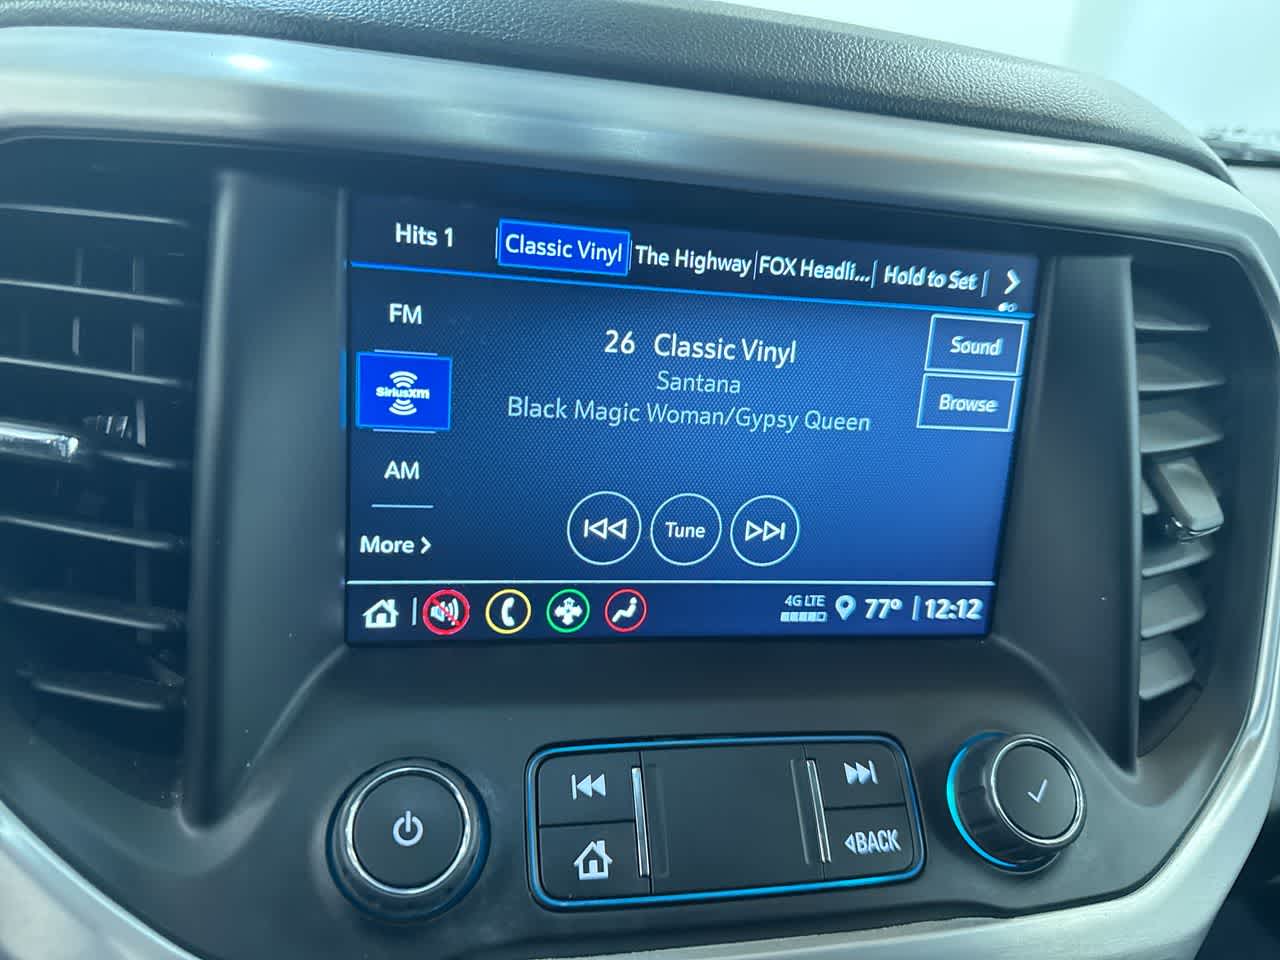 Hits 1
Classic Vinyl
The Highway
FOX Headli...
Hold to Set
FM
SiriusXM
AM
More
26 Classic Vinyl
Santana
Black Magic Woman/Gypsy Queen
Sound
Browse
Tune
4G LTE
77°
12:12
BACK